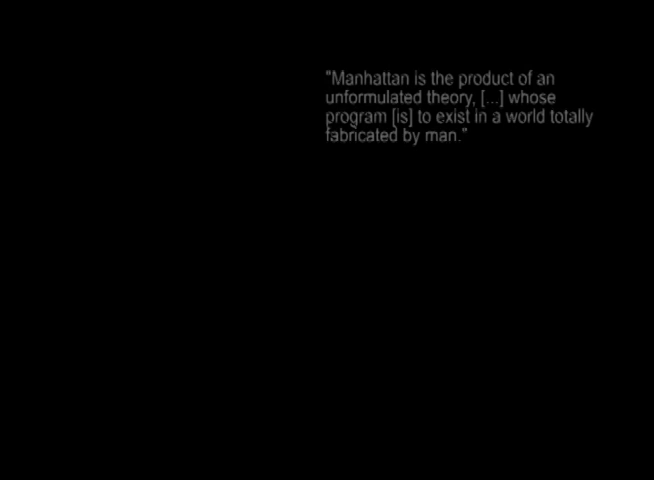 "Manhattan is the product of an
unformulated theory, [...] whose
program [is] to exist in a world totally
fabricated by man."